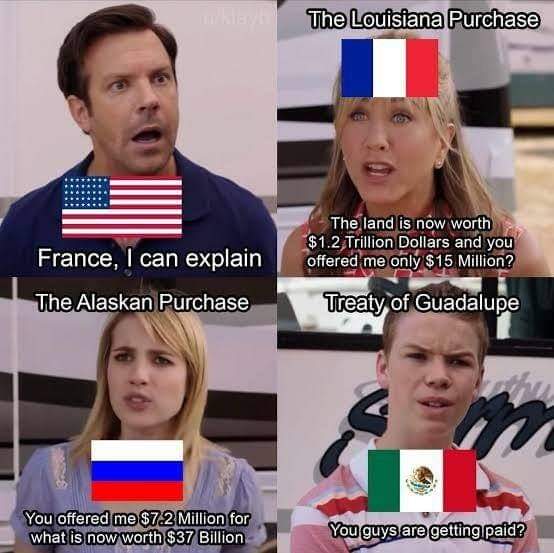 u/klayh
France, I can explain
The Louisiana Purchase
The land is now worth
$1.2 Trillion Dollars and you
offered me only $15 Million?
The Alaskan Purchase
You offered me $7.2 Million for
what is now worth $37 Billion
Treaty of Guadalupe
You guys are getting paid?